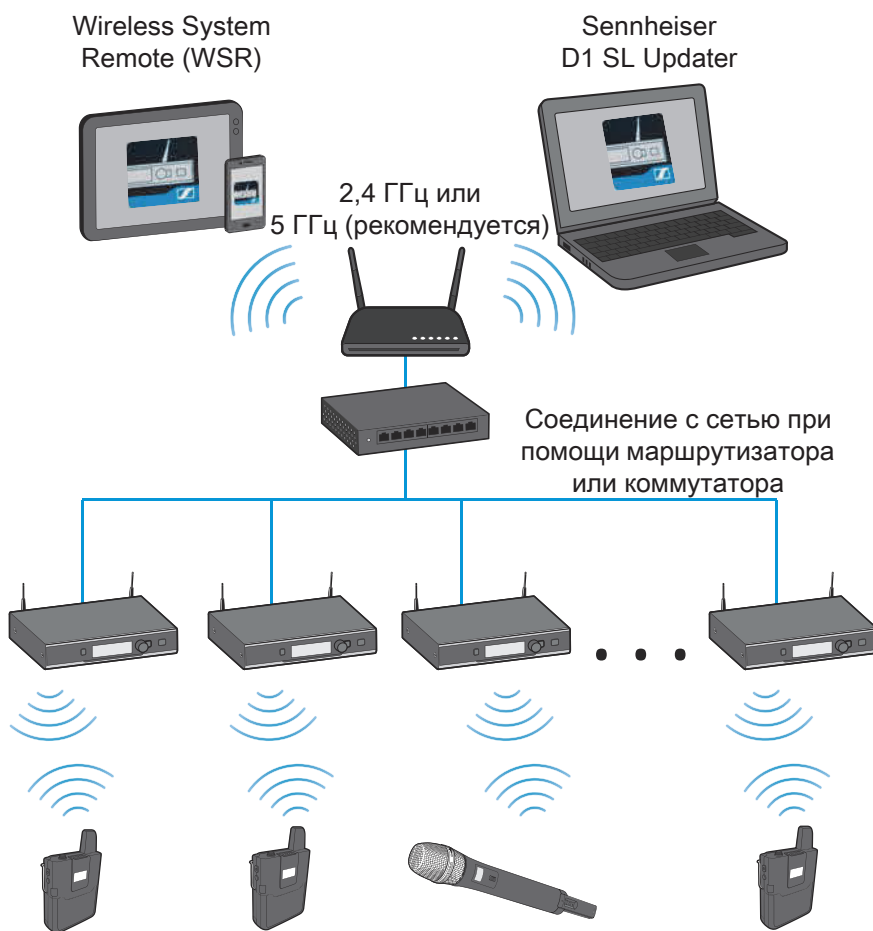 Wireless System
Remote (WSR)
Sennheiser
D1 SL Updater
2,4 ГГц или
5 ГГц (рекомендуется)
Соединение с сетью при
помощи маршрутизатора
или коммутатора